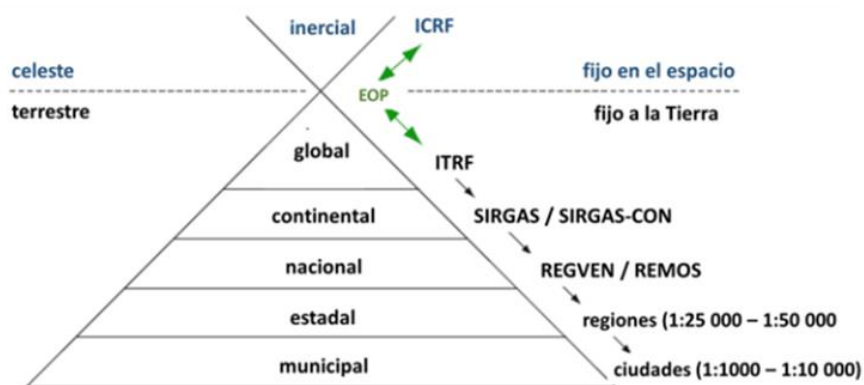 inercial ICRF
celeste fijo en el espacio
EOP
terrestre fijo a la Tierra
global ITRF
continental SIRGAS / SIRGAS-CON
nacional REGVEN / REMOS
estadal regiones (1:25 000 – 1:50 000
municipal ciudades (1:1000 – 1:10 000)